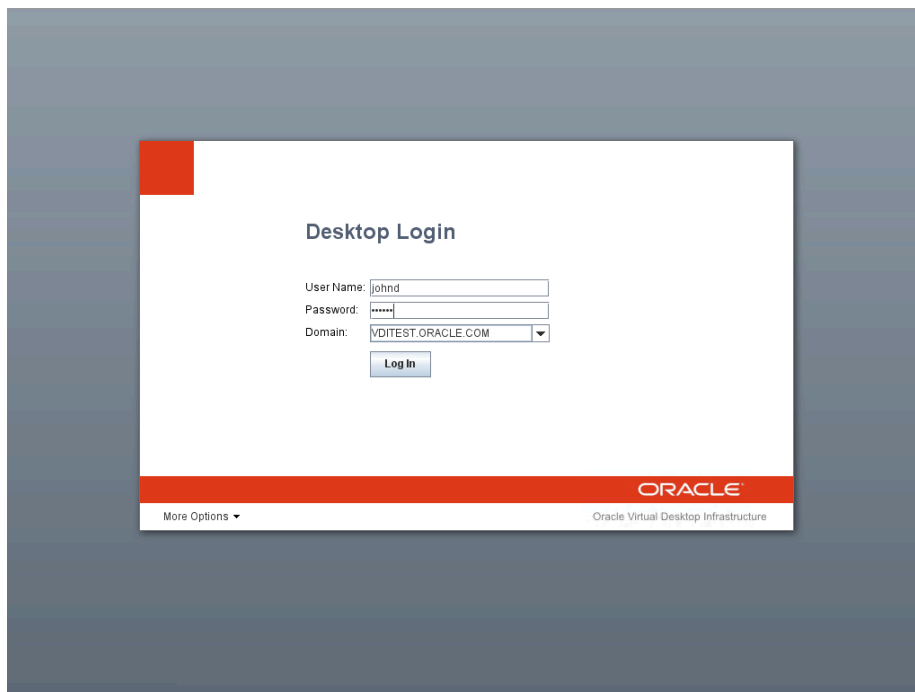 Desktop Login
User Name: johnd
Password: ••••••
Domain: VDITEST.ORACLE.COM
Log In
ORACLE
More Options
Oracle Virtual Desktop Infrastructure